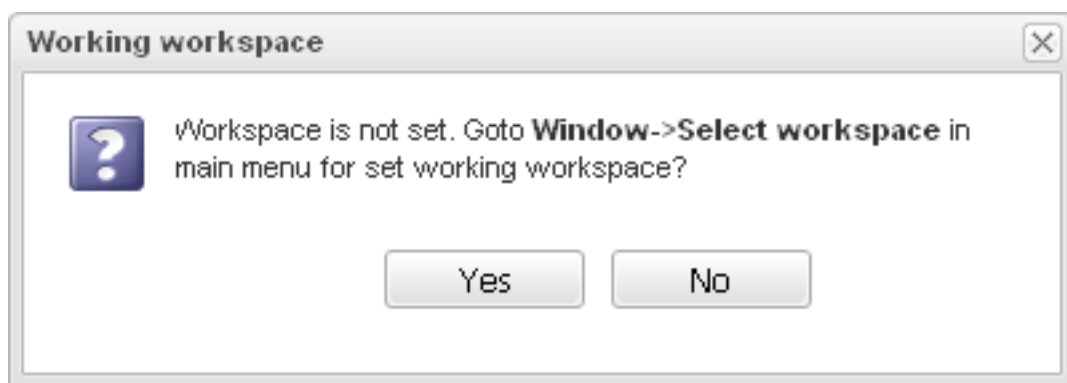 Working workspace
Workspace is not set. Goto Window->Select workspace in
main menu for set working workspace?
Yes
No